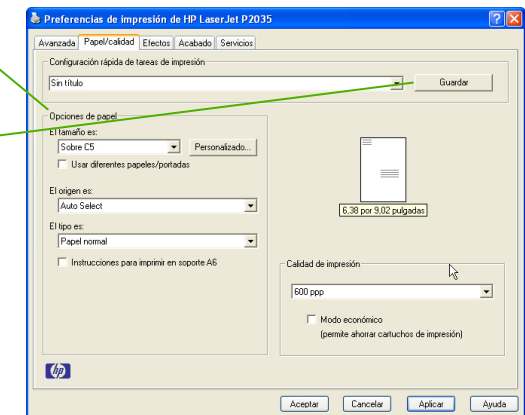 Preferencias de impresión de HP LaserJet P2035
Avanzada Papel/calidad Efectos Acabado Servicios
Configuración rápida de tareas de impresión
Sin título
Guardar
Opciones de papel
El tamaño es:
Sobre C5
Personalizado...
Usar diferentes papeles/portadas
El origen es:
Auto Select
El tipo es:
Papel normal
Instrucciones para imprimir en soporte A6
6,38 por 9,02 pulgadas
Calidad de impresión
600 ppp
Modo económico
(permite ahorrar cartuchos de impresión)
hp
Aceptar Cancelar Aplicar Ayuda